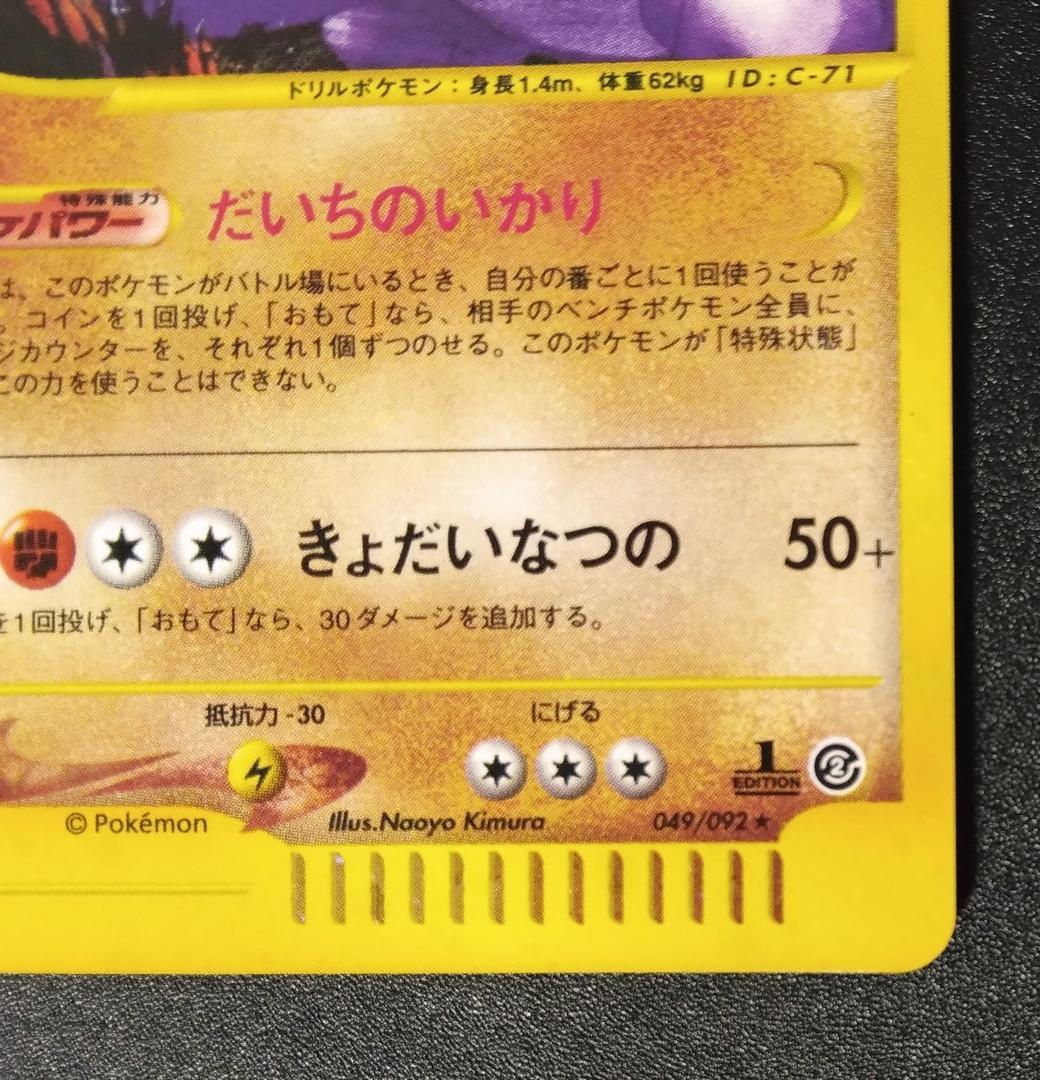 ドリルポケモン：身長1.4m、体重62kg ID:C-71
特殊能力
パワー だいちのいかり
は、このポケモンがバトル場にいるとき、自分の番ごとに1回使うことが
。コインを1回投げ、「おもて」なら、相手のベンチポケモン全員に、
ジカウンターを、それぞれ1個ずつのせる。このポケモンが「特殊状態」
この力を使うことはできない。
きょだいなつの 50+
を1回投げ、「おもて」なら、30ダメージを追加する。
抵抗力-30 にげる
1
EDITION
© Pokémon Illus.Naoyo Kimura 049/092★